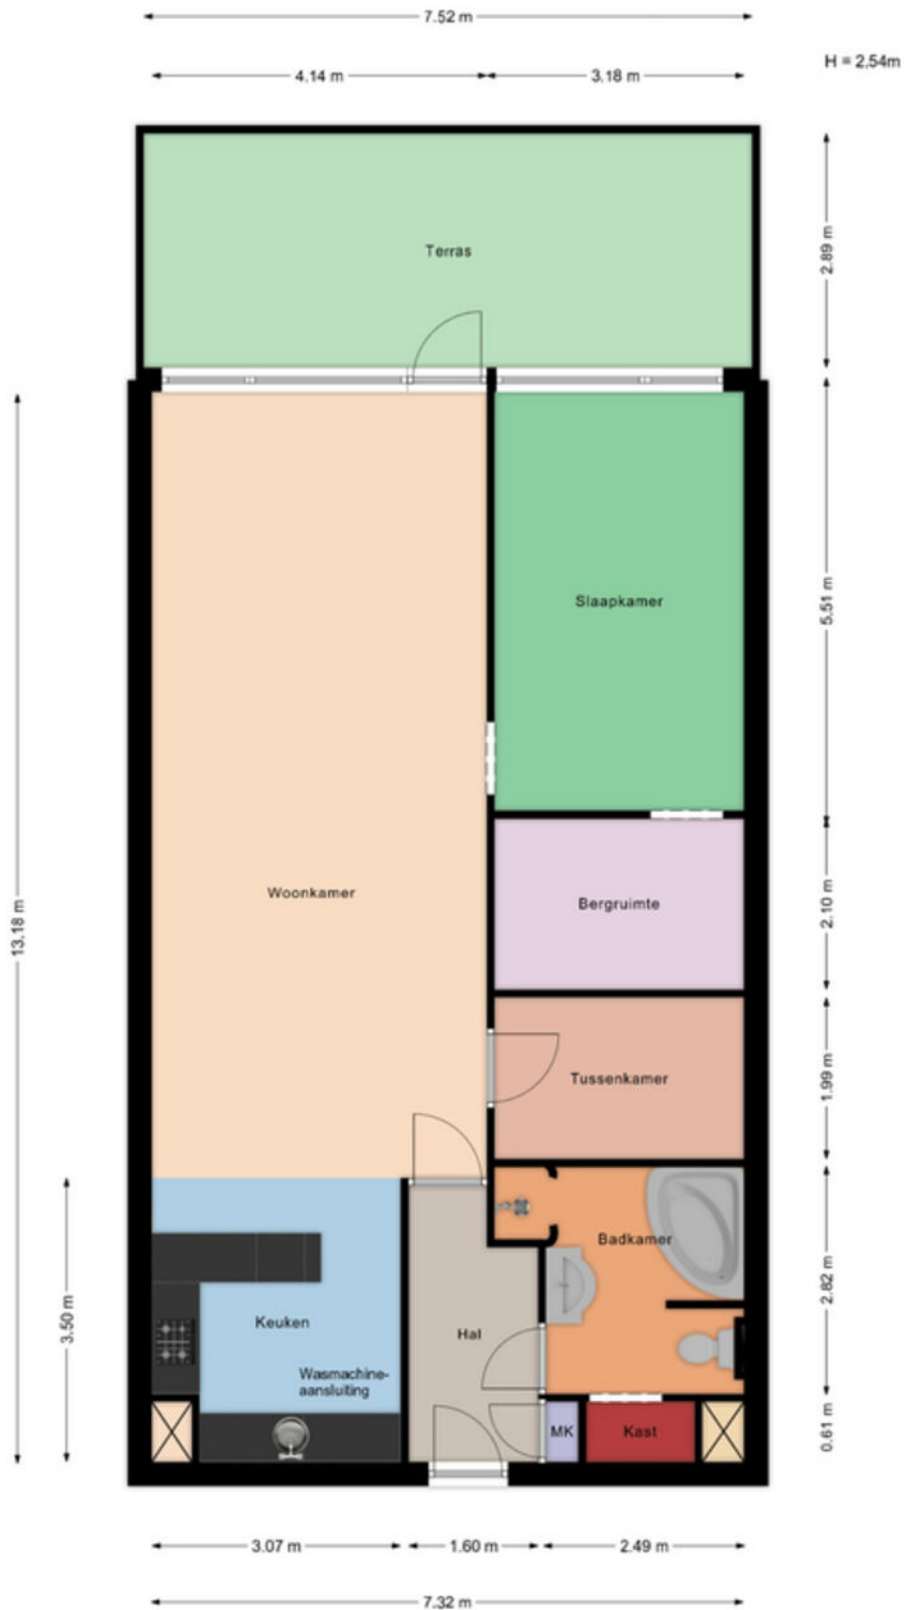 7.52 m
4.14 m
3.18 m
H = 2.54m
Terras
2.89 m
Slaapkamer
5.51 m
Woonkamer
Bergruimte
2.10 m
13.18 m
Tussenkamer
1.99 m
Badkamer
Keuken
Hal
2.82 m
3.50 m
Wasmachine-
aansluiting
MK
Kast
0.61 m
3.07 m
1.60 m
2.49 m
7.32 m